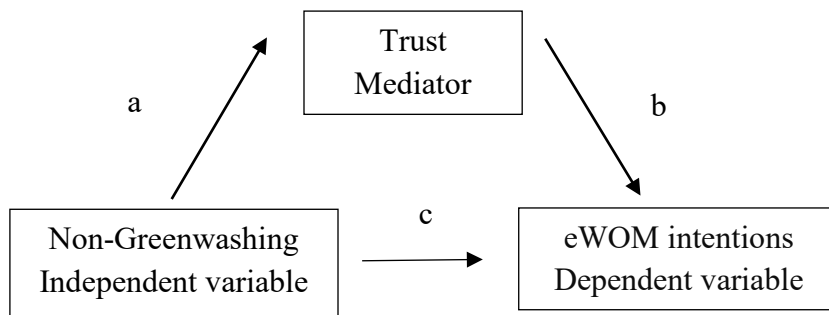 Trust
Mediator
a
b
c
Non-Greenwashing
Independent variable
eWOM intentions
Dependent variable